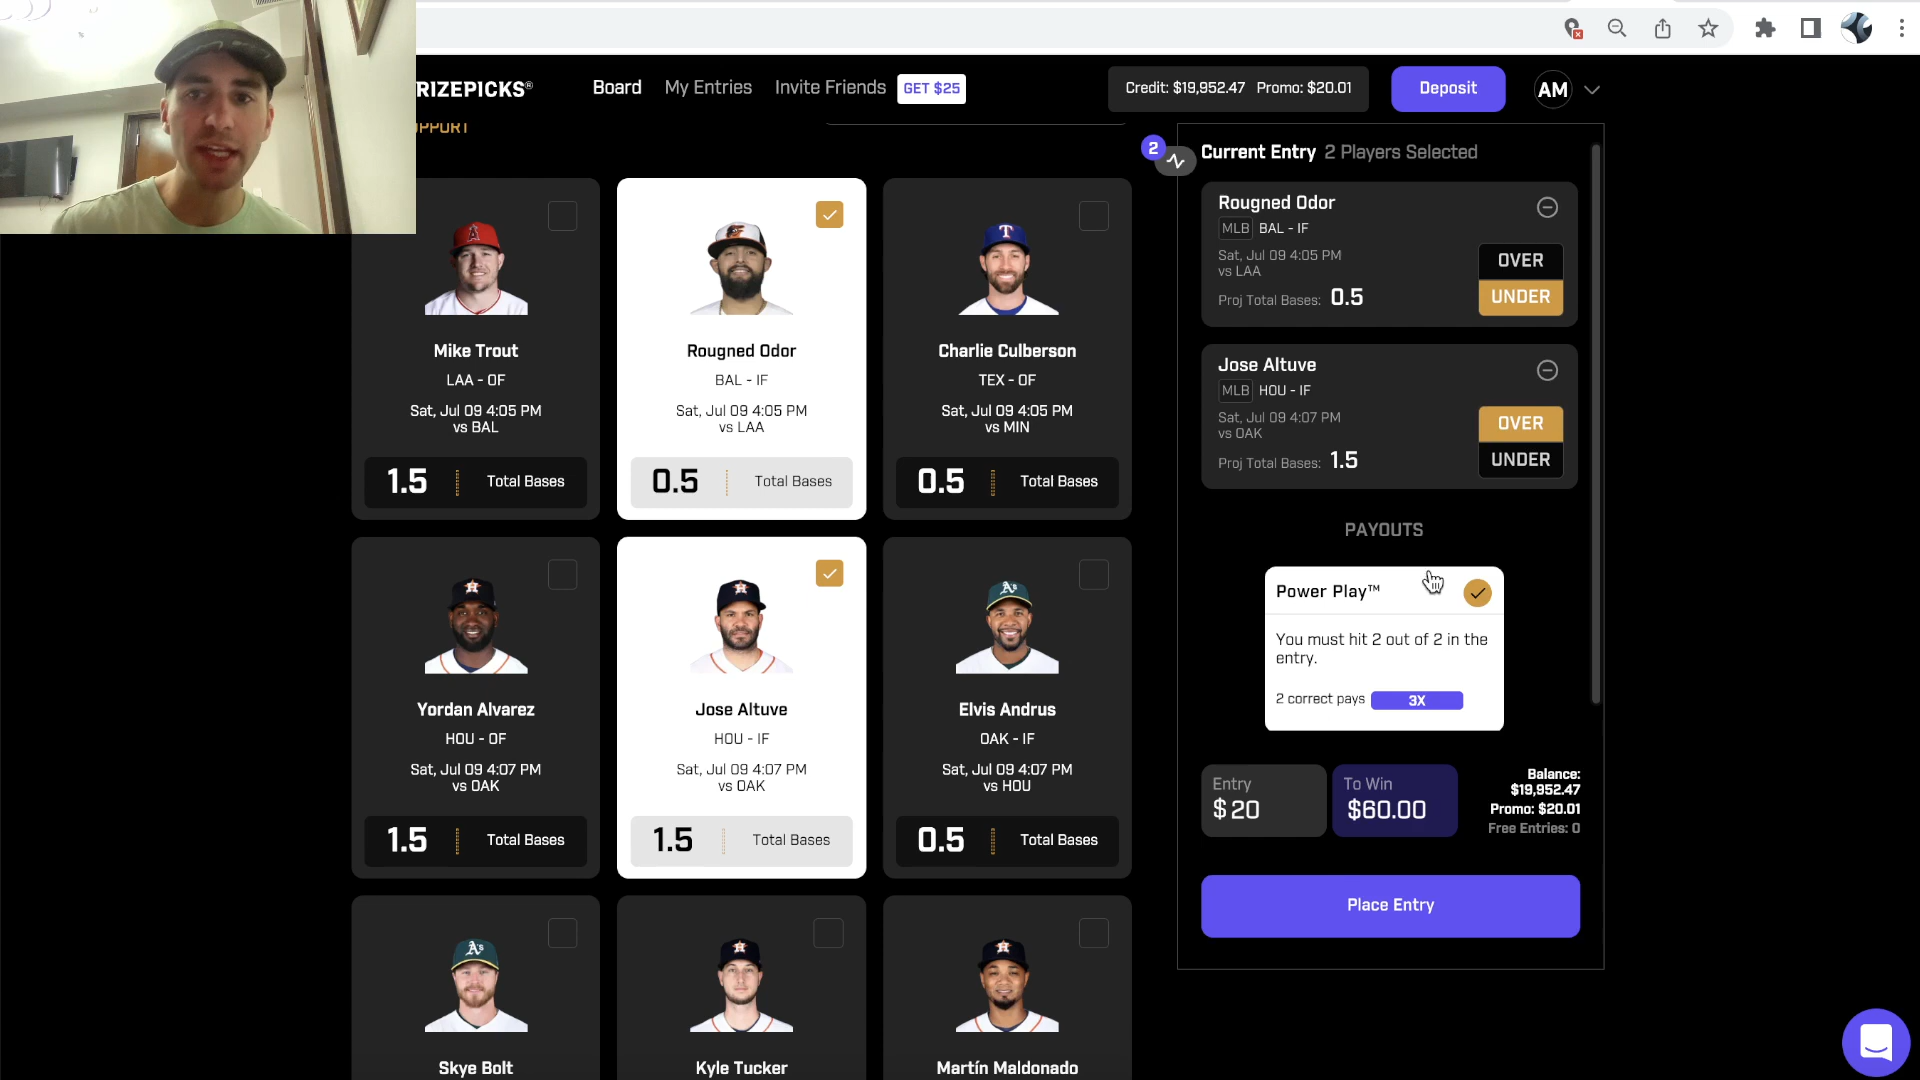 RIZEPICKS®
Board
My Entries
Invite Friends
GET $25
Credit: $19,952.47 Promo: $20.01
Deposit
AM
2
Current Entry 2 Players Selected
Mike Trout
LAA - OF
Sat, Jul 09 4:05 PM
vs BAL
1.5
Total Bases
Rougned Odor
BAL - IF
Sat, Jul 09 4:05 PM
vs LAA
0.5
Total Bases
Charlie Culberson
TEX - OF
Sat, Jul 09 4:05 PM
vs MIN
0.5
Total Bases
Yordan Alvarez
HOU - OF
Sat, Jul 09 4:07 PM
vs OAK
1.5
Total Bases
Jose Altuve
HOU - IF
Sat, Jul 09 4:07 PM
vs OAK
1.5
Total Bases
Elvis Andrus
OAK - IF
Sat, Jul 09 4:07 PM
vs HOU
0.5
Total Bases
Skye Bolt
Kyle Tucker
Martín Maldonado
Rougned Odor
MLB BAL - IF
Sat, Jul 09 4:05 PM
vs LAA
Proj Total Bases: 0.5
OVER
UNDER
Jose Altuve
MLB HOU - IF
Sat, Jul 09 4:07 PM
vs OAK
Proj Total Bases: 1.5
OVER
UNDER
PAYOUTS
Power Play™
You must hit 2 out of 2 in the
entry.
2 correct pays 3X
Entry
$ 20
To Win
$60.00
Balance:
$19,952.47
Promo: $20.01
Free Entries: 0
Place Entry